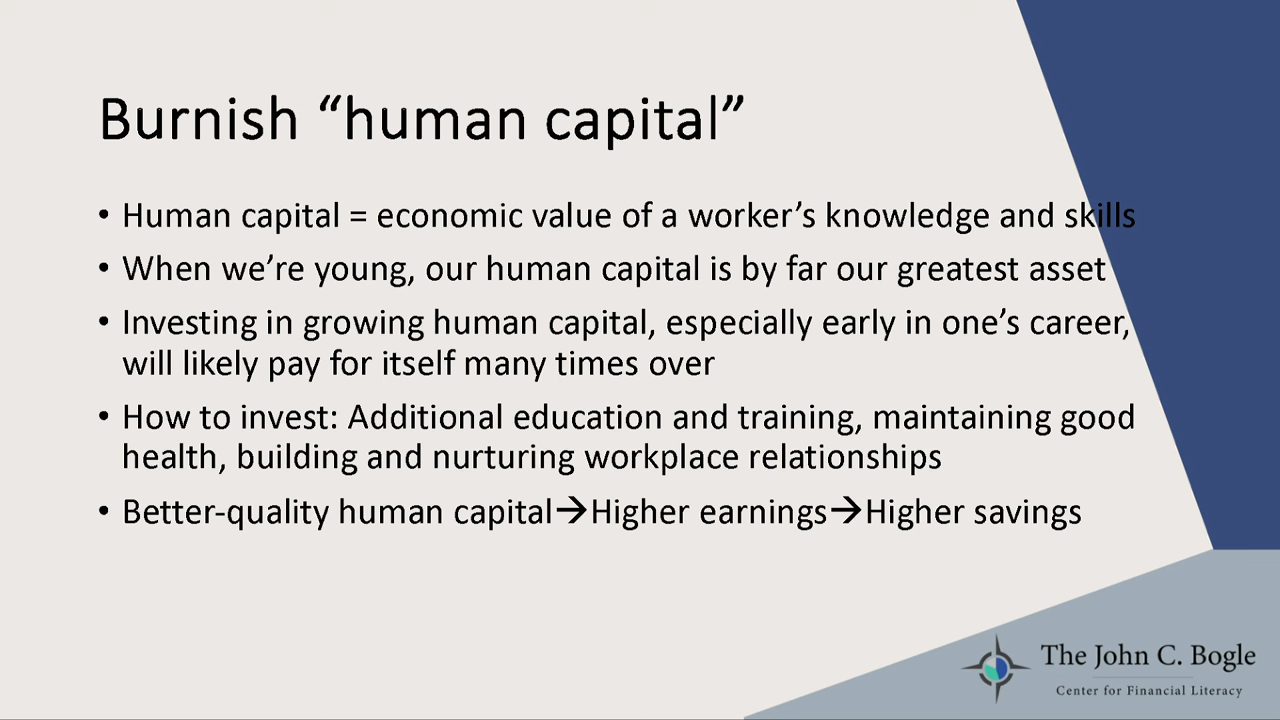 Burnish “human capital”
• Human capital = economic value of a worker’s knowledge and skills
• When we’re young, our human capital is by far our greatest asset
• Investing in growing human capital, especially early in one’s career,
will likely pay for itself many times over
• How to invest: Additional education and training, maintaining good
health, building and nurturing workplace relationships
• Better-quality human capital→Higher earnings→Higher savings
The John C. Bogle
Center for Financial Literacy